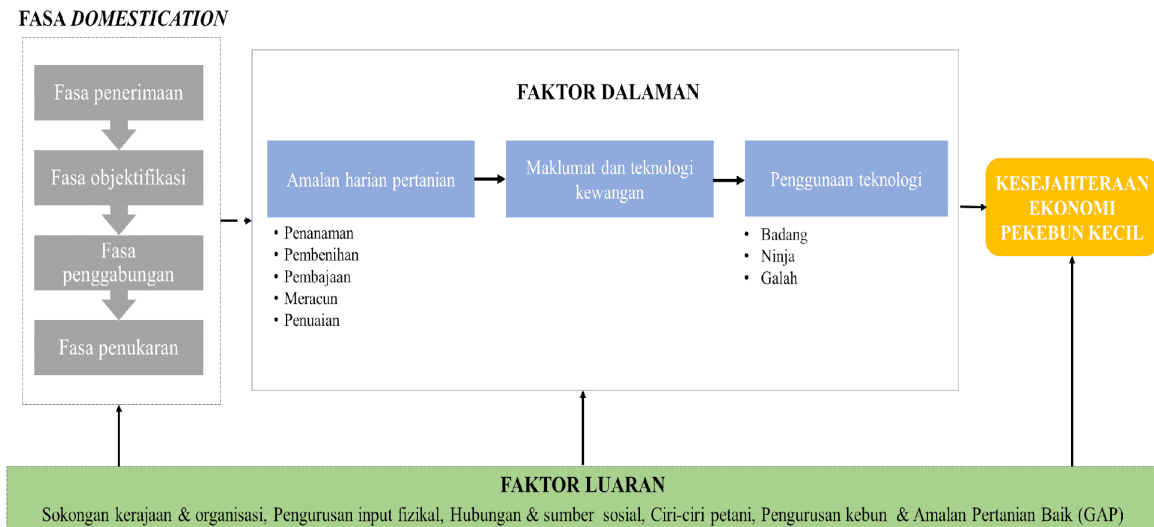 FASA DOMESTICATION
Fasa penerimaan
Fasa objektifikasi
Fasa
penggabungan
Fasa penukaran
FAKTOR DALAMAN
Amalan harian pertanian
• Penanaman
• Pembenihan
• Pembajaan
• Meracun
• Penuaian
Maklumat dan teknologi
kewangan
Penggunaan teknologi
• Badang
• Ninja
• Galah
KESEJAHTERAAN
EKONOMI
PEKEBUN KECIL
FAKTOR LUARAN
Sokongan kerajaan & organisasi, Pengurusan input fizikal, Hubungan & sumber sosial, Ciri-ciri petani, Pengurusan kebun & Amalan Pertanian Baik (GAP)